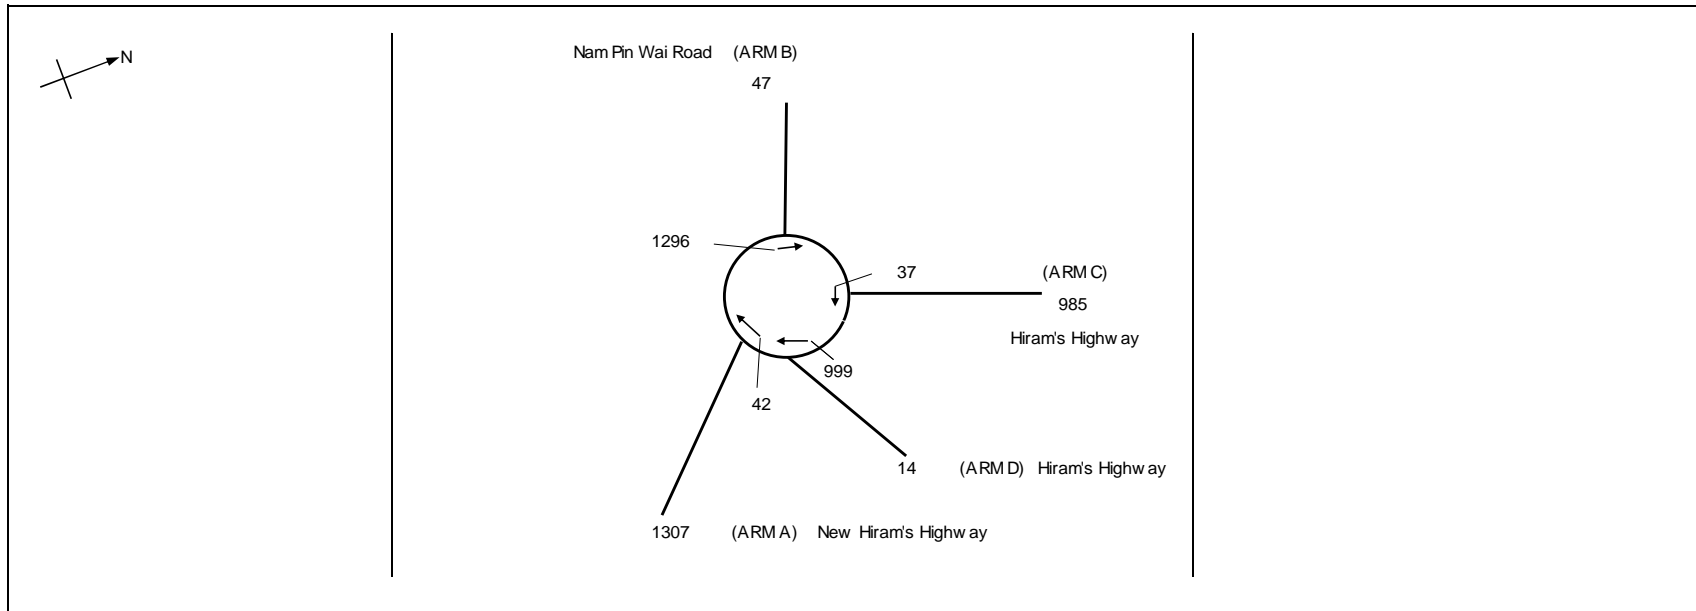 Nam Pin Wai Road (ARM B)
N
47
1296
37 (ARM C)
985
Hiram's Highway
999
42
14 (ARM D) Hiram's Highway
1307 (ARM A) New Hiram's Highway